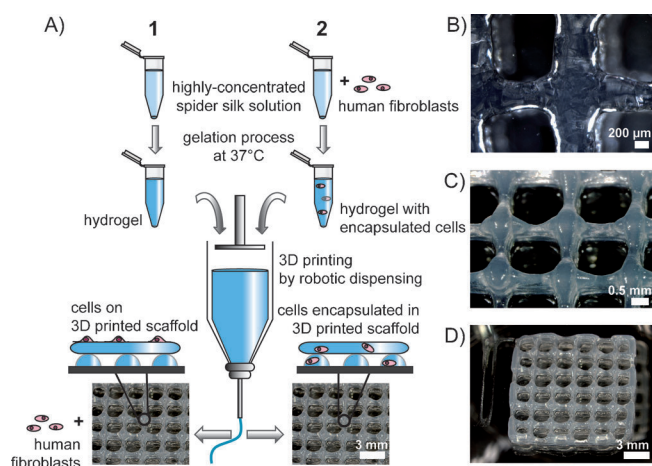 A)
1
2
highly-concentrated
spider silk solution
+
human fibroblasts
gelation process
at 37°C
hydrogel
hydrogel with
encapsulated cells
3D printing
by robotic dispensing
cells on
3D printed scaffold
cells encapsulated in
3D printed scaffold
+
human
fibroblasts
3 mm
B)
200 µm
C)
0.5 mm
D)
3 mm